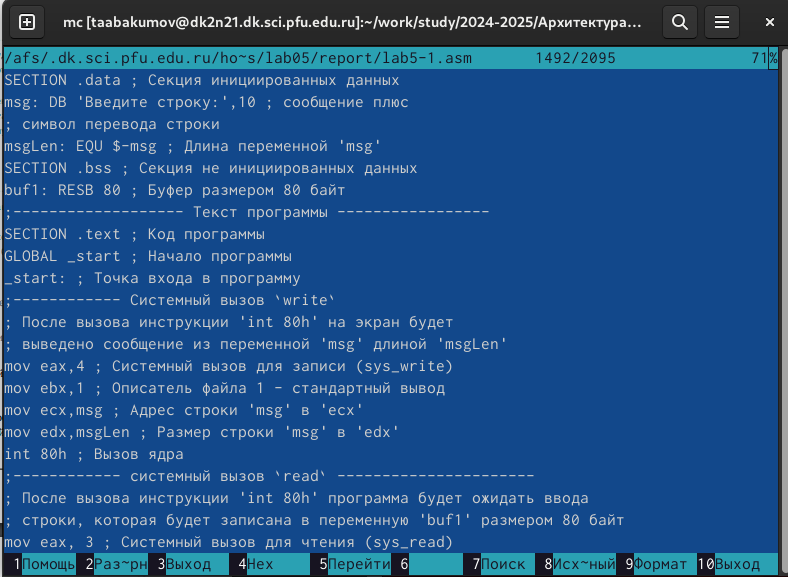 mc [taabakumov@dk2n21.dk.sci.pfu.edu.ru]:~/work/study/2024-2025/Архитектура...
/afs/.dk.sci.pfu.edu.ru/ho~s/lab05/report/lab5-1.asm 1492/2095 71%
SECTION .data ; Секция инициированных данных
msg: DB 'Введите строку:',10 ; сообщение плюс
; символ перевода строки
msgLen: EQU $-msg ; Длина переменной 'msg'
SECTION .bss ; Секция не инициированных данных
buf1: RESB 80 ; Буфер размером 80 байт
;------------------- Текст программы -----------------
SECTION .text ; Код программы
GLOBAL _start ; Начало программы
_start: ; Точка входа в программу
;------------ Системный вызов `write`
; После вызова инструкции 'int 80h' на экран будет
; выведено сообщение из переменной 'msg' длиной 'msgLen'
mov eax,4 ; Системный вызов для записи (sys_write)
mov ebx,1 ; Описатель файла 1 - стандартный вывод
mov ecx,msg ; Адрес строки 'msg' в 'ecx'
mov edx,msgLen ; Размер строки 'msg' в 'edx'
int 80h ; Вызов ядра
;------------ системный вызов `read` ----------------------
; После вызова инструкции 'int 80h' программа будет ожидать ввода
; строки, которая будет записана в переменную 'buf1' размером 80 байт
mov eax, 3 ; Системный вызов для чтения (sys_read)
1Помощь 2Раз~рн 3Выход 4Hex 5Перейти 6 7Поиск 8Исх~ный 9Формат 10Выход